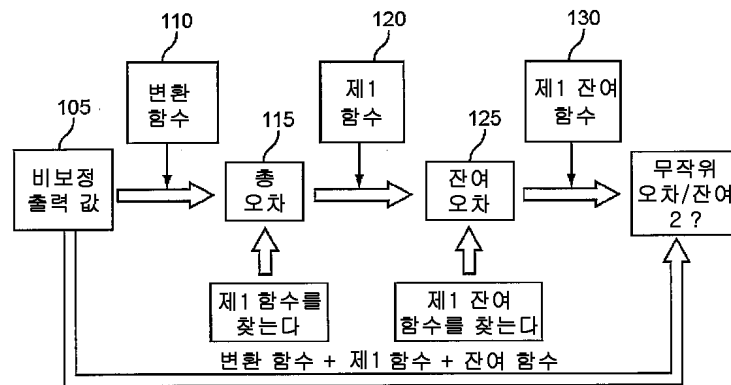 110
120
130
변환
함수
제1
함수
제1 잔여
함수
105
115
125
비보정
출력 값
총
오차
잔여
오차
무작위
오차/잔여
2 ?
제1 함수를
찾는다
제1 잔여
함수를 찾는다
변환 함수 + 제1 함수 + 잔여 함수